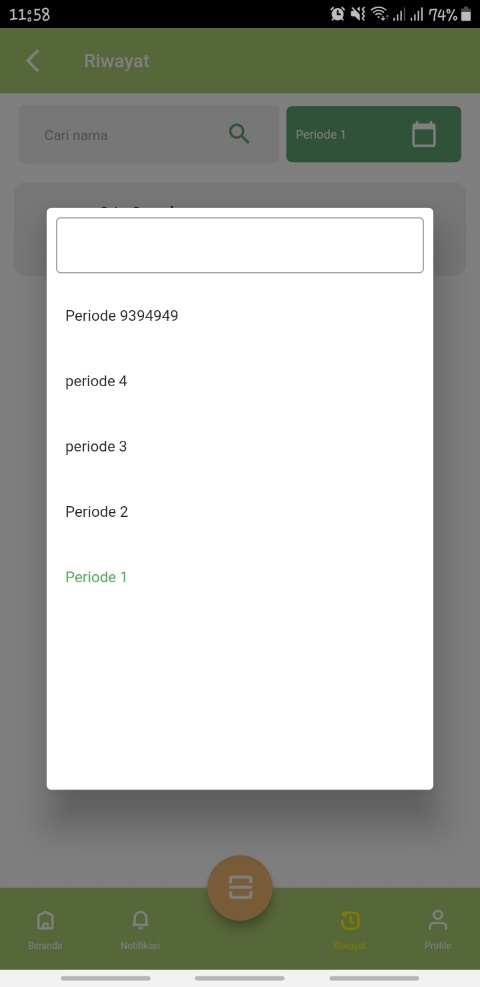 11:58
74%
Riwayat
Cari nama
Periode 1
Periode 9394949
periode 4
periode 3
Periode 2
Periode 1
Beranda
Notifikasi
Riwayat
Profile